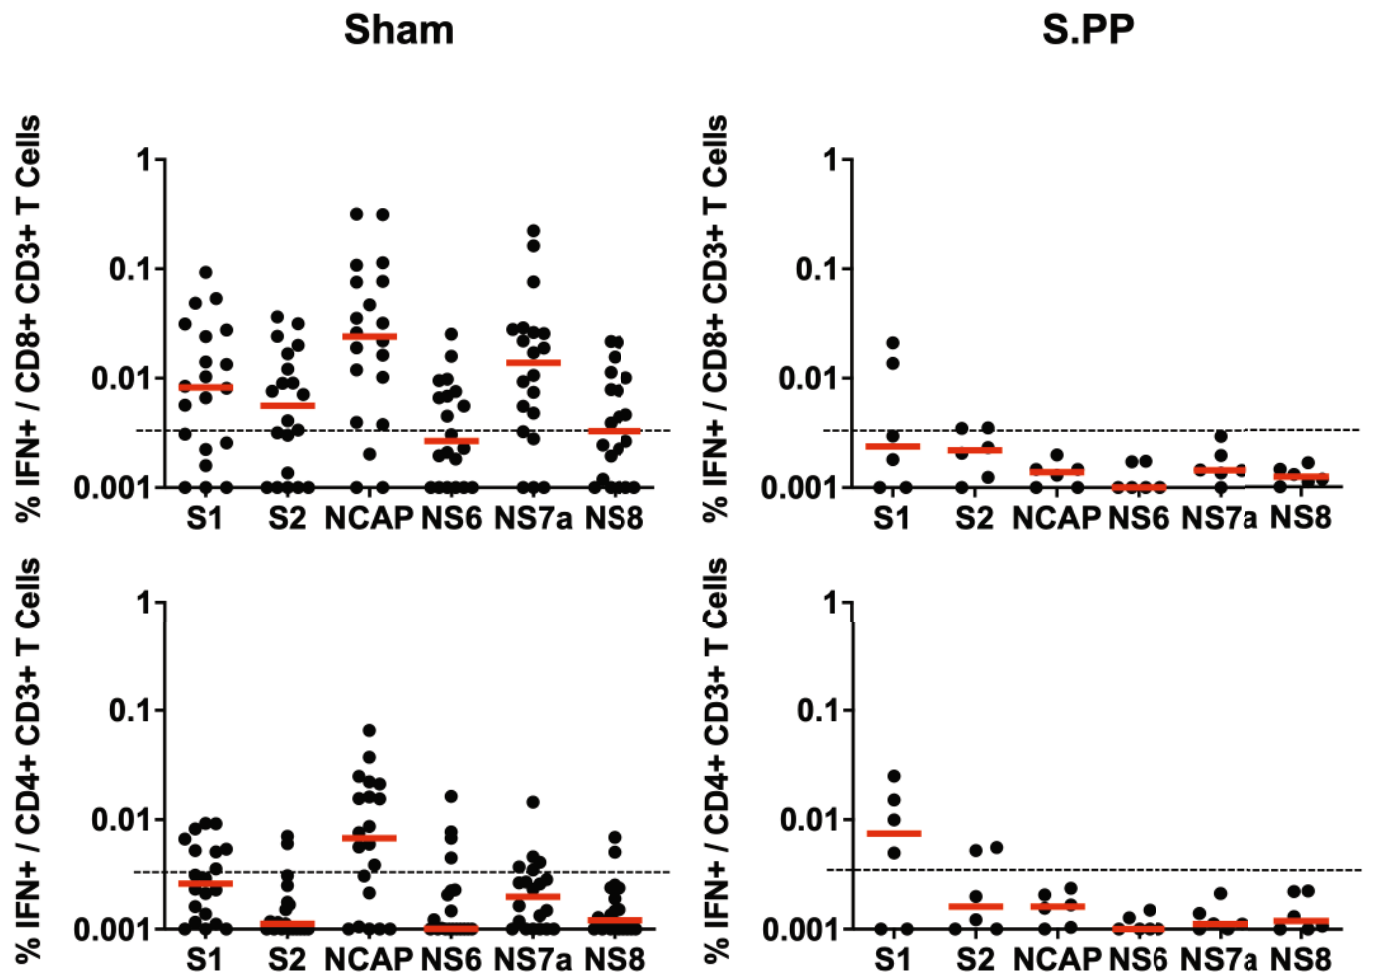 Sham
S.PP
% IFN+ / CD8+ CD3+ T Cells
1
0.1
0.01
0.001
S1 S2 NCAP NS6 NS7a NS8
% IFN+ / CD8+ CD3+ T Cells
1
0.1
0.01
0.001
S1 S2 NCAP NS6 NS7a NS8
% IFN+ / CD4+ CD3+ T Cells
1
0.1
0.01
0.001
S1 S2 NCAP NS6 NS7a NS8
% IFN+ / CD4+ CD3+ T Cells
1
0.1
0.01
0.001
S1 S2 NCAP NS6 NS7a NS8